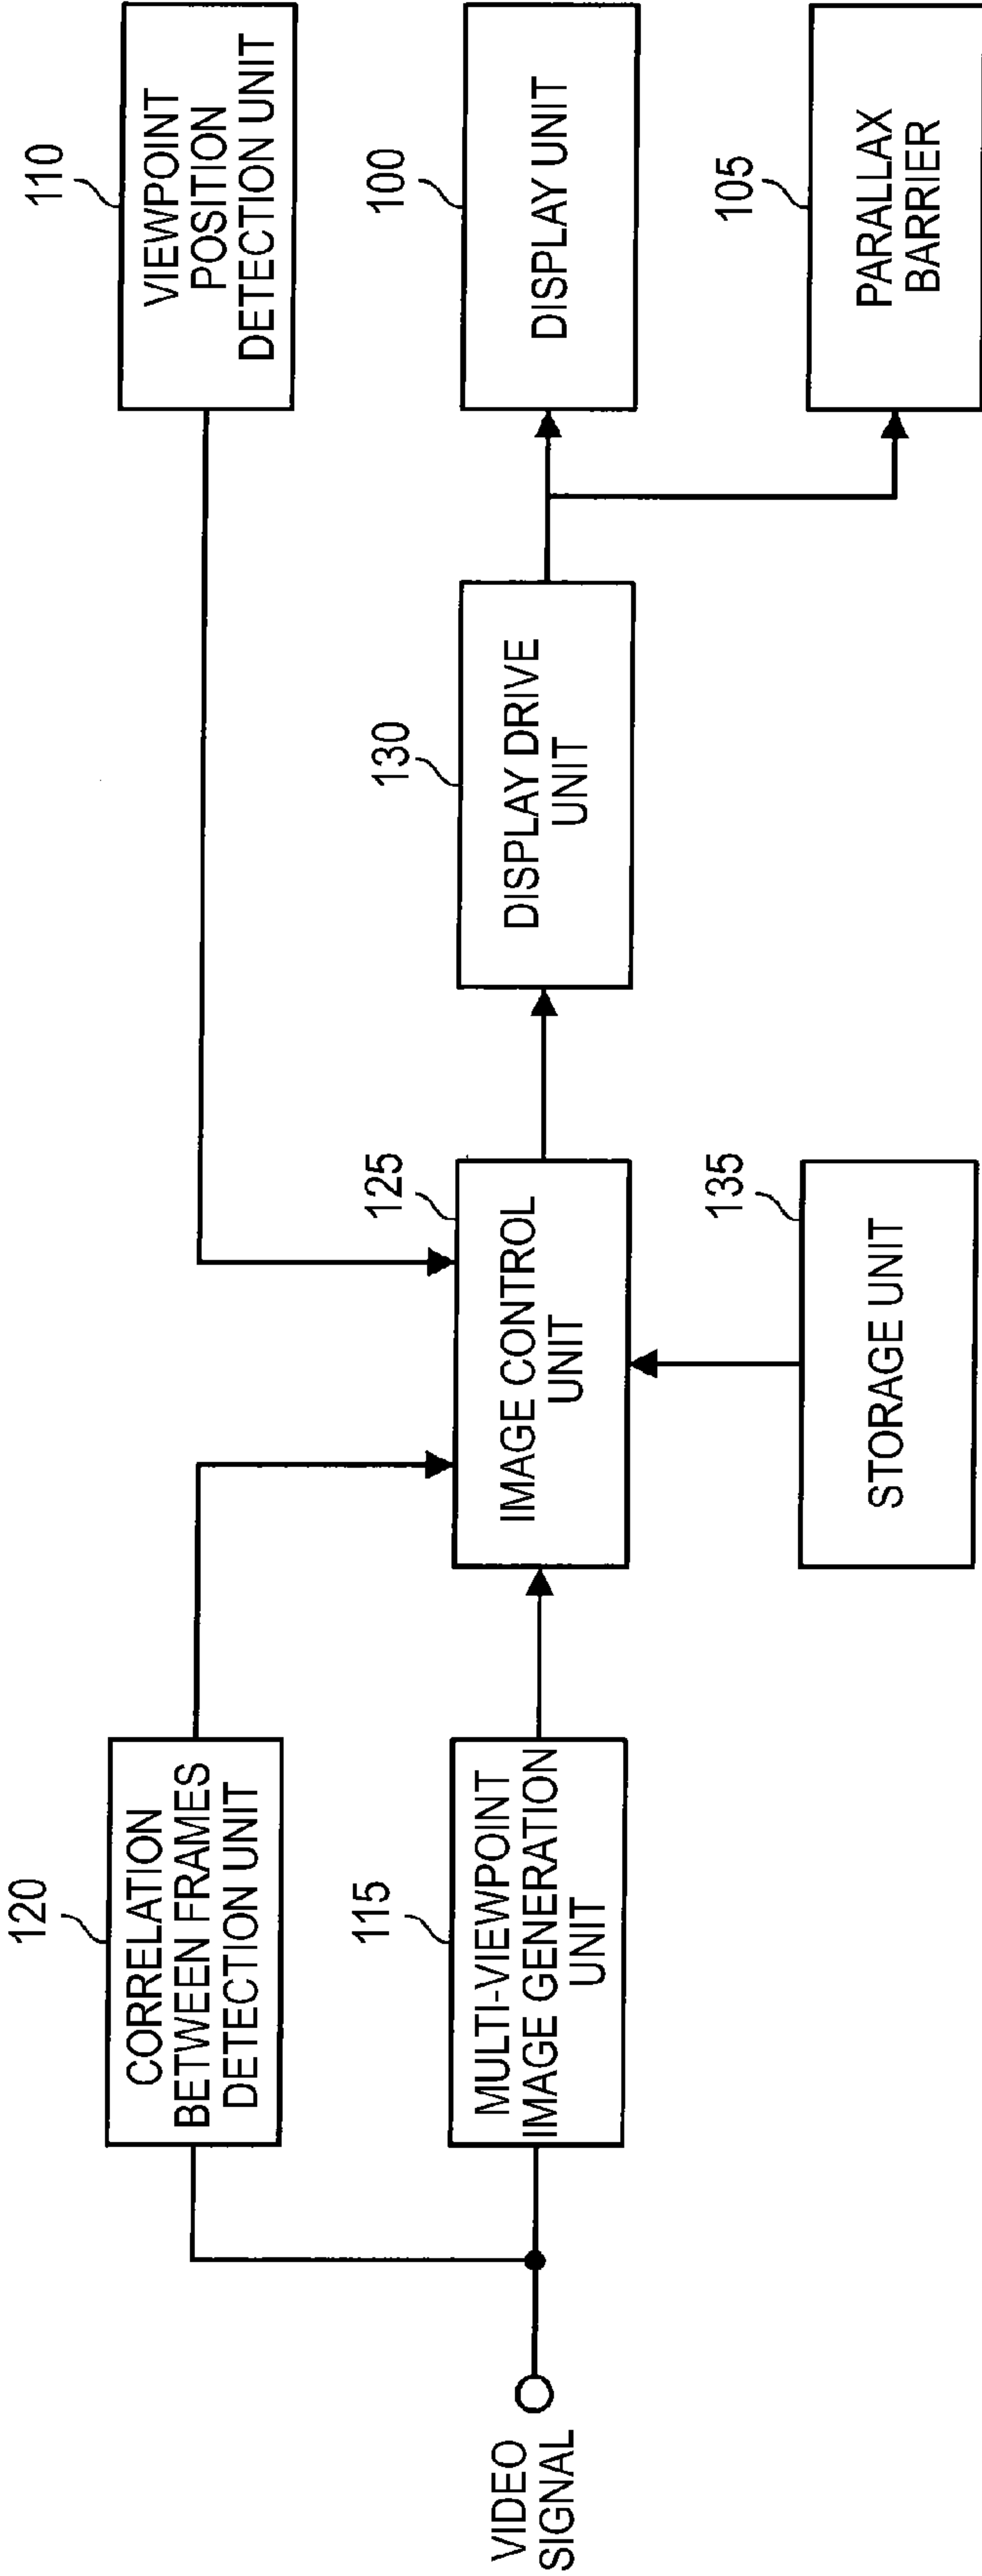 120
CORRELATION
BETWEEN FRAMES
DETECTION UNIT
110
VIEWPOINT
POSITION
DETECTION UNIT
VIDEO
SIGNAL
115
MULTI-VIEWPOINT
IMAGE GENERATION
UNIT
125
IMAGE CONTROL
UNIT
130
DISPLAY DRIVE
UNIT
100
DISPLAY UNIT
135
STORAGE UNIT
105
PARALLAX
BARRIER